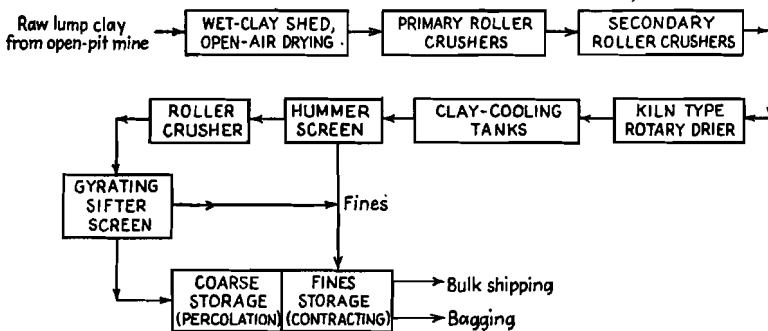 Raw lump clay
from open-pit mine
WET-CLAY SHED,
OPEN-AIR DRYING
PRIMARY ROLLER
CRUSHERS
SECONDARY
ROLLER CRUSHERS
ROLLER
CRUSHER
HUMMER
SCREEN
CLAY-COOLING
TANKS
KILN TYPE
ROTARY DRIER
GYRATING
SIFTER
SCREEN
Fines
COARSE
STORAGE
(PERCOLATION)
FINES
STORAGE
(CONTRACTING)
Bulk shipping
Bagging